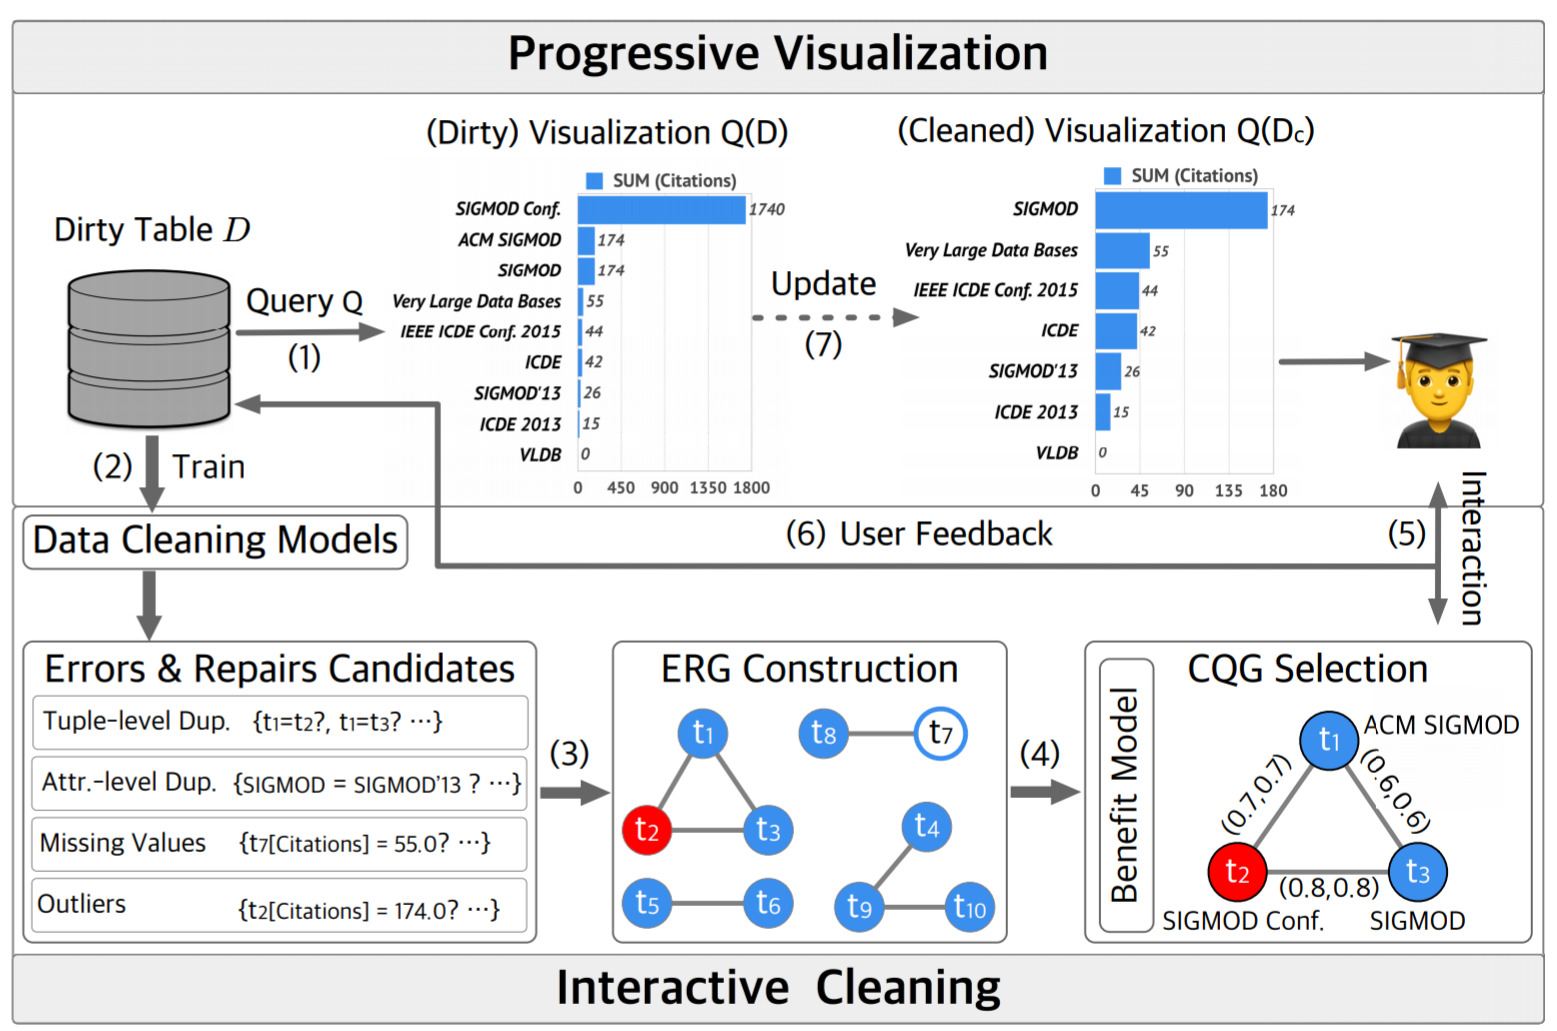 Progressive Visualization
(Dirty) Visualization Q(D)
SUM (Citations)
SIGMOD Conf. 1740
ACM SIGMOD 174
SIGMOD 174
Very Large Data Bases 55
IEEE ICDE Conf. 2015 44
ICDE 42
SIGMOD'13 26
ICDE 2013 15
VLDB 0
0 450 900 1350 1800
(Cleaned) Visualization Q(Dc)
SUM (Citations)
SIGMOD 174
Very Large Data Bases 55
IEEE ICDE Conf. 2015 44
ICDE 42
SIGMOD'13 26
ICDE 2013 15
VLDB 0
0 45 90 135 180
Dirty Table D
Query Q
(1)
Update
(7)
(2) Train
Data Cleaning Models
(6) User Feedback
(5)
Interaction
Errors & Repairs Candidates
Tuple-level Dup. {t1=t2?, t1=t3? ···}
Attr.-level Dup. {SIGMOD = SIGMOD'13 ? ···}
Missing Values {t7[Citations] = 55.0? ···}
Outliers {t2[Citations] = 174.0? ···}
(3)
ERG Construction
t1
t8 t7
t2 t3
t4
t5 t6
t9 t10
(4)
Benefit Model
CQG Selection
t1 ACM SIGMOD
(0.7,0.7)
(0.6,0.6)
t2 t3
(0.8,0.8)
SIGMOD Conf. SIGMOD
Interactive Cleaning